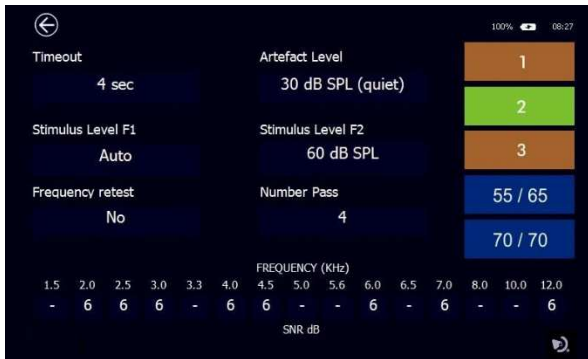 100% 08:27
Timeout Artefact Level 1
4 sec 30 dB SPL (quiet)
2
Stimulus Level F1 Stimulus Level F2
Auto 60 dB SPL 3
Frequency retest Number Pass 55 / 65
No 4
70 / 70
FREQUENCY (KHz)
1.5 2.0 2.5 3.0 3.3 4.0 4.5 5.0 5.6 6.0 6.5 7.0 8.0 10.0 12.0
- 6 6 6 - 6 6 - - 6 - 6 - - 6
SNR dB